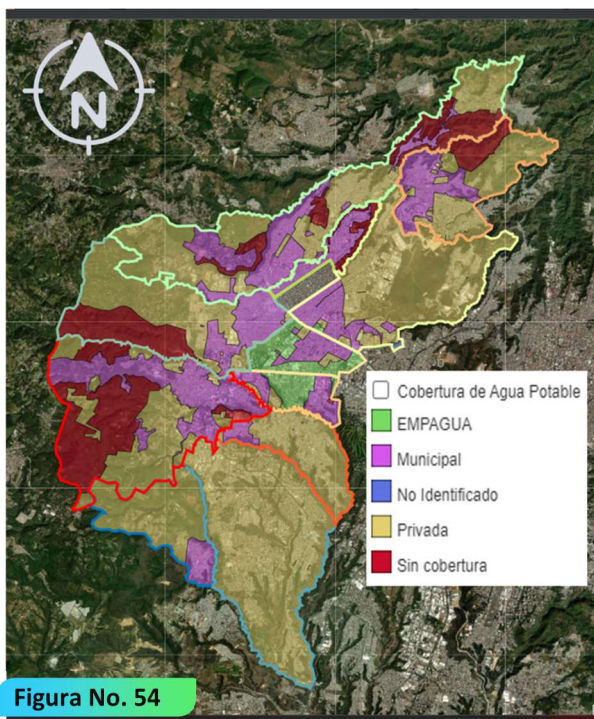 N
Cobertura de Agua Potable
EMPAGUA
Municipal
No Identificado
Privada
Sin cobertura
Figura No. 54